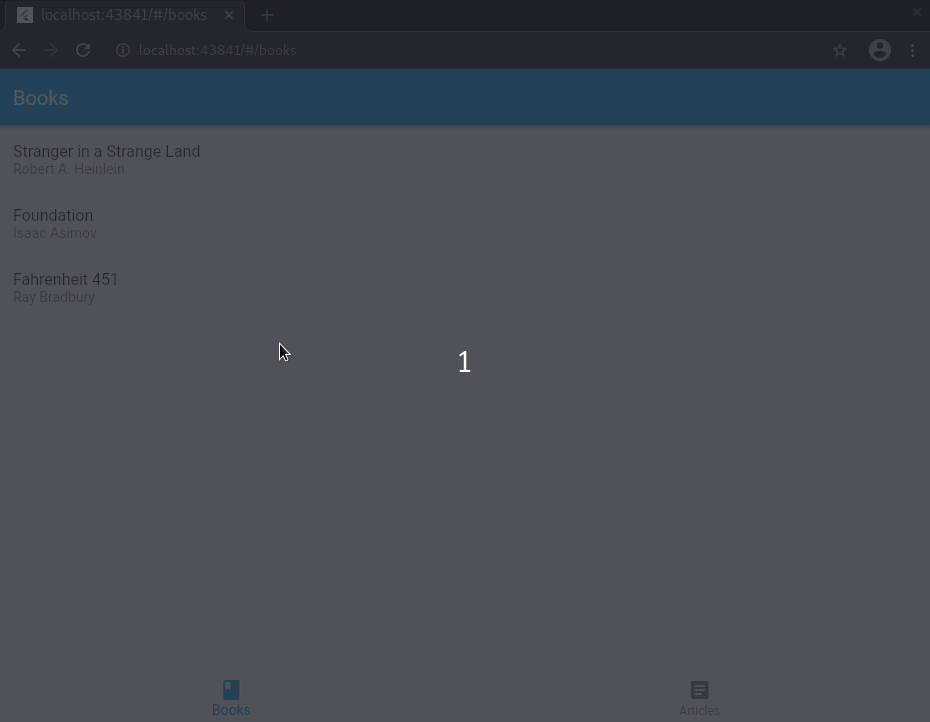 localhost:43841/#/books
localhost:43841/#/books
Books
Stranger in a Strange Land
Robert A. Heinlein
Foundation
Isaac Asimov
Fahrenheit 451
Ray Bradbury
1
Books
Articles